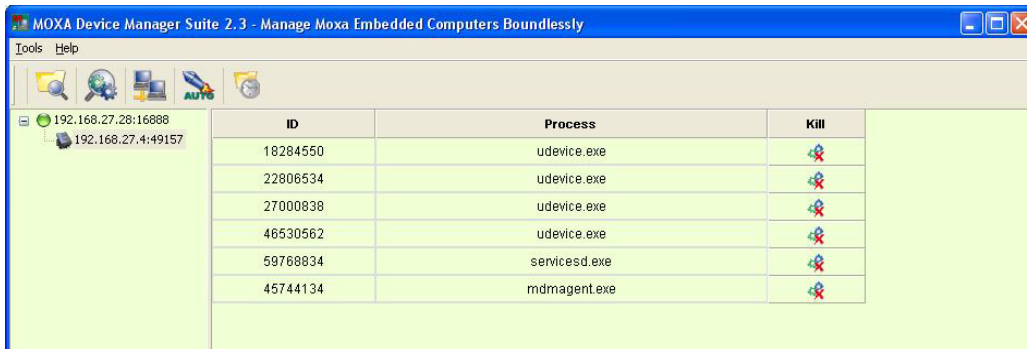 MOXA Device Manager Suite 2.3 - Manage Moxa Embedded Computers Boundlessly
Tools Help
AUTO
192.168.27.28:16888
192.168.27.4:49157
ID Process Kill
18284550 udevice.exe
22806534 udevice.exe
27000838 udevice.exe
46530562 udevice.exe
59768834 servicesd.exe
45744134 mdmagent.exe